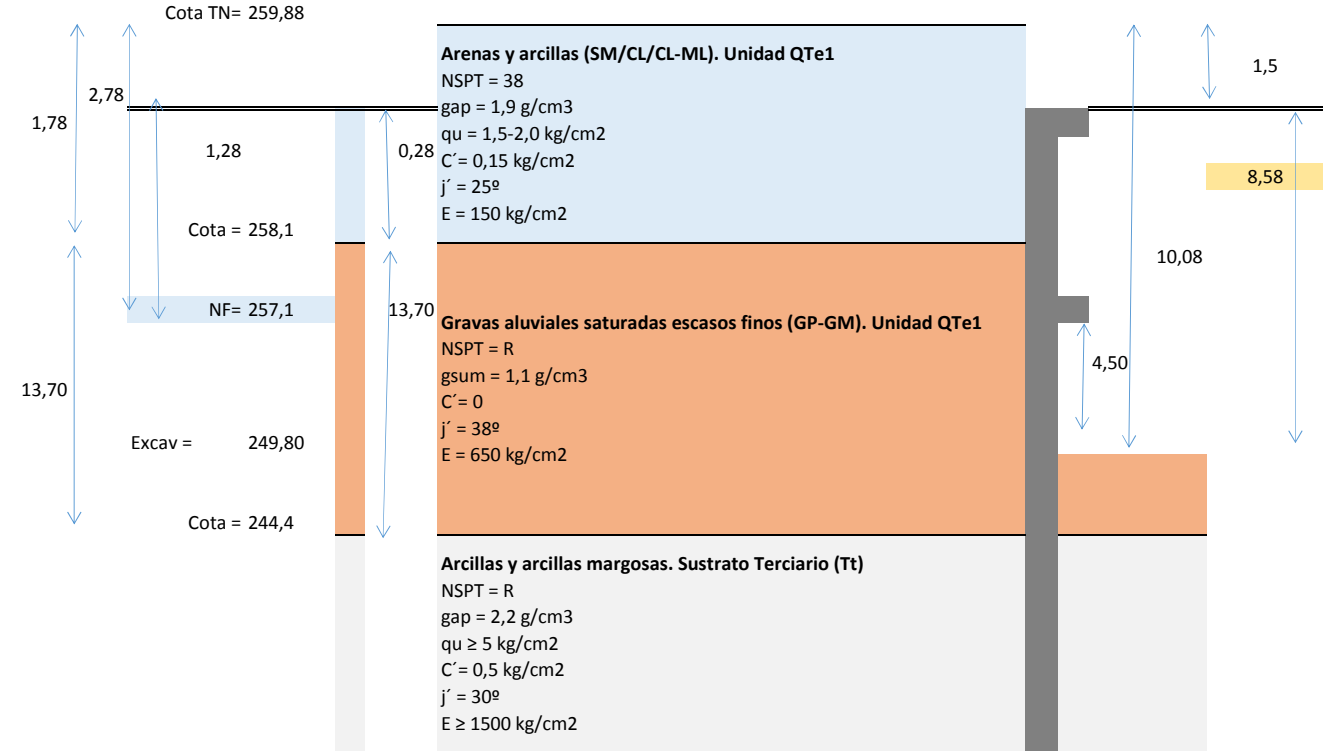 Cota TN= 259,88
Arenas y arcillas (SM/CL/CL-ML). Unidad QTe1
NSPT = 38
gap = 1,9 g/cm3
qu = 1,5-2,0 kg/cm2
C´= 0,15 kg/cm2
j´ = 25º
E = 150 kg/cm2
1,5
2,78
1,78
1,28
0,28
8,58
Cota = 258,1
10,08
NF= 257,1
13,70
Gravas aluviales saturadas escasos finos (GP-GM). Unidad QTe1
NSPT = R
gsum = 1,1 g/cm3
C´= 0
j´ = 38º
E = 650 kg/cm2
4,50
13,70
Excav = 249,80
Cota = 244,4
Arcillas y arcillas margosas. Sustrato Terciario (Tt)
NSPT = R
gap = 2,2 g/cm3
qu ≥ 5 kg/cm2
C´= 0,5 kg/cm2
j´ = 30º
E ≥ 1500 kg/cm2